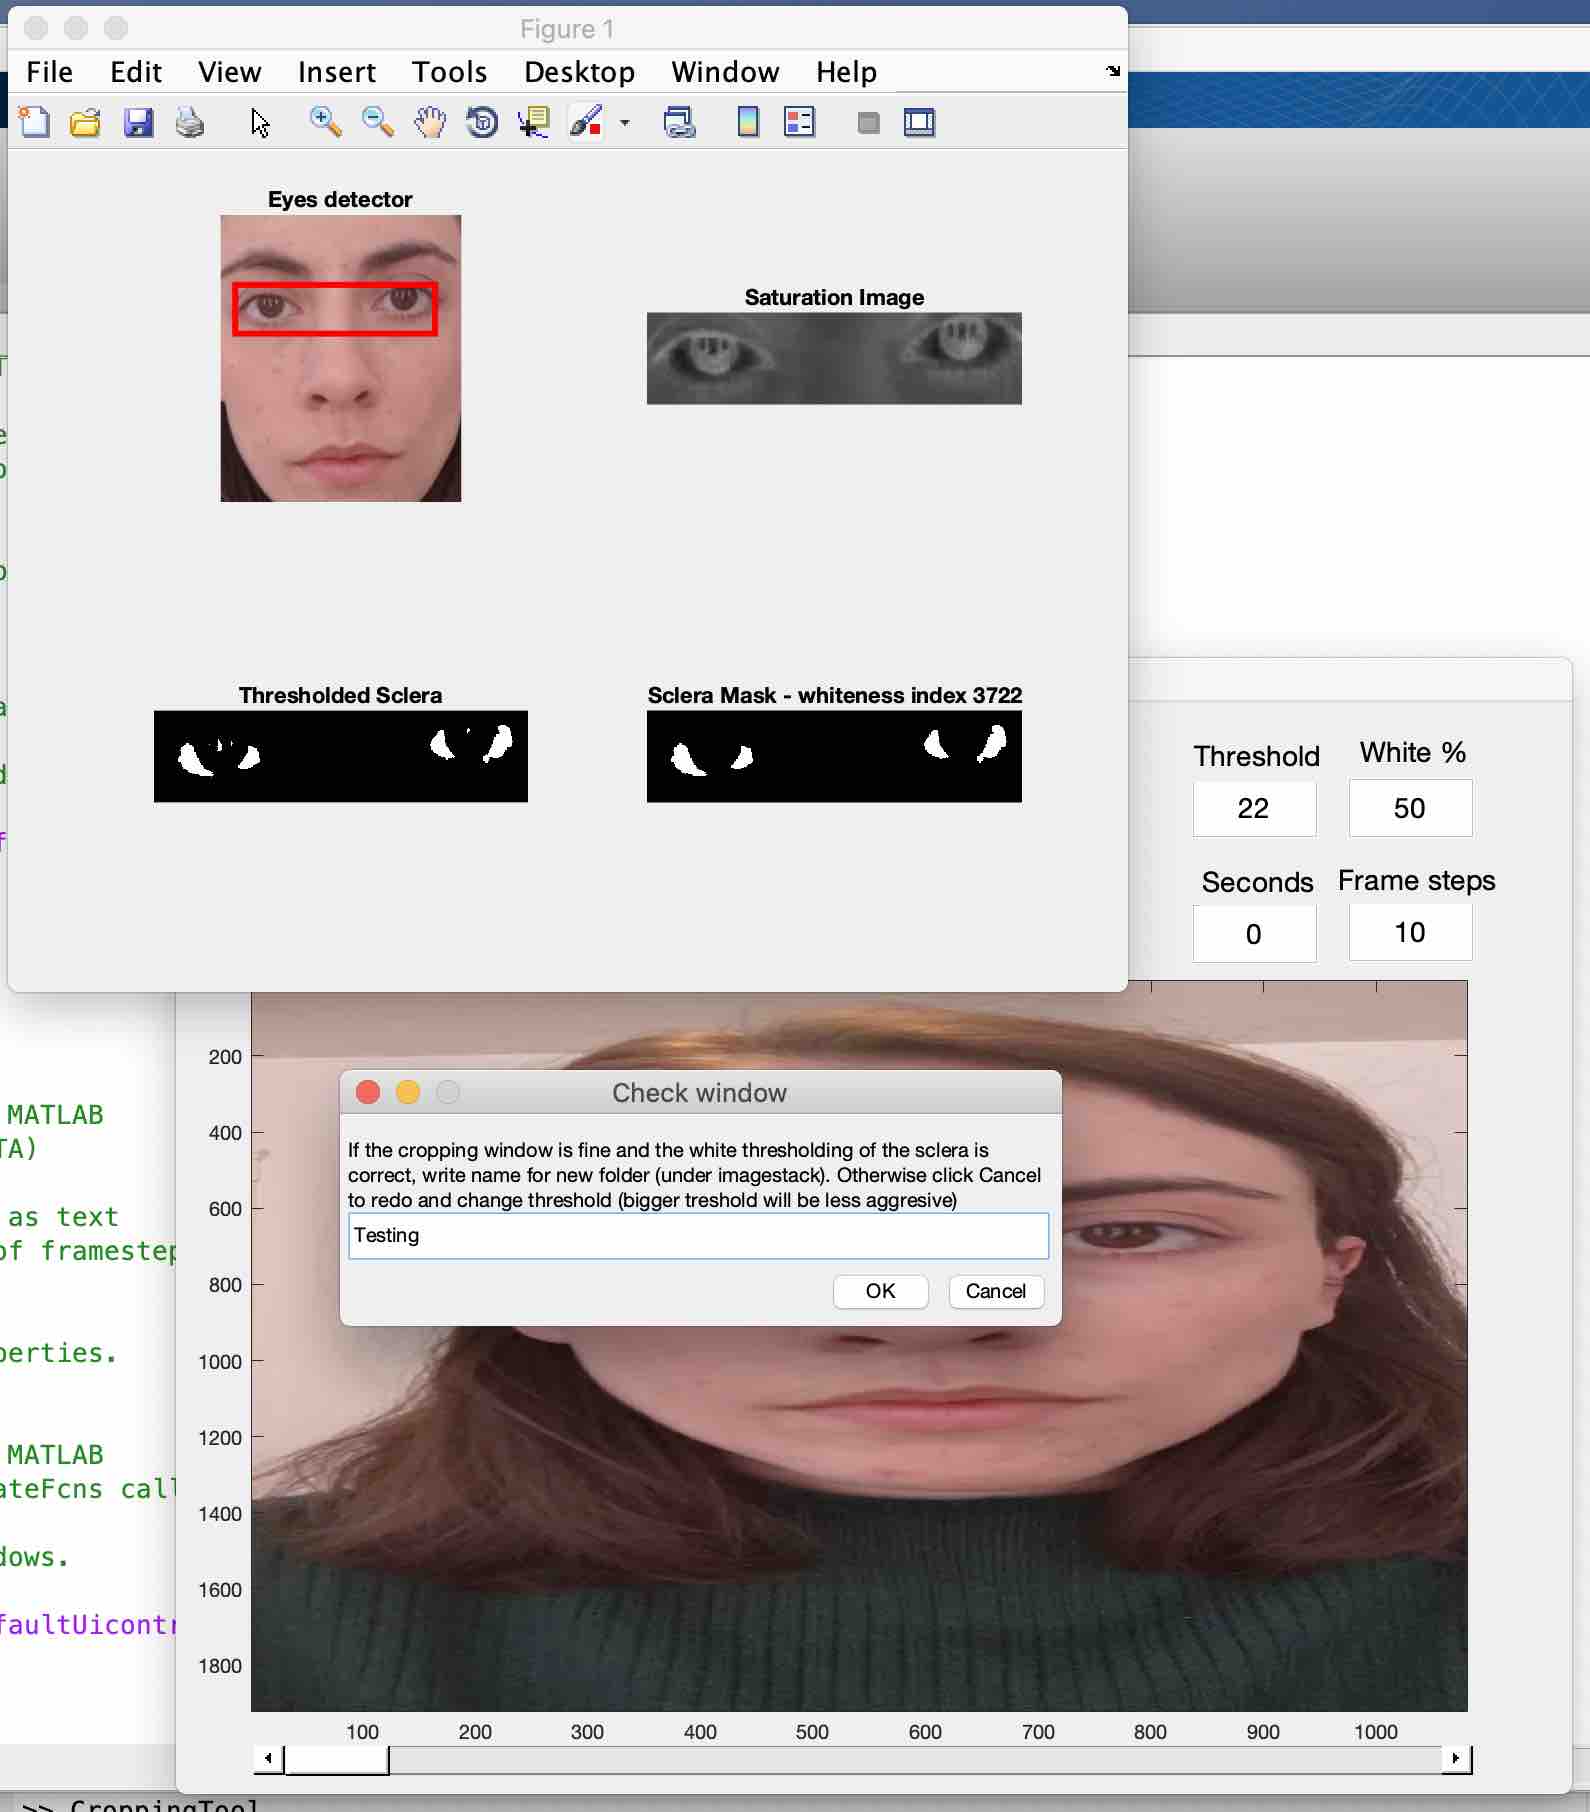 Figure 1
File Edit View Insert Tools Desktop Window Help
Eyes detector
Saturation Image
Thresholded Sclera
Sclera Mask - whiteness index 3722
Threshold White %
22 50
Seconds Frame steps
0 10
Check window
If the cropping window is fine and the white thresholding of the sclera is
correct, write name for new folder (under imagestack). Otherwise click Cancel
to redo and change threshold (bigger treshold will be less aggresive)
Testing
OK Cancel
200
400
600
800
1000
1200
1400
1600
1800
100 200 300 400 500 600 700 800 900 1000
MATLAB
TA)
as text
of framestep
perties.
MATLAB
ateFcns call
dows.
faultUicontr
>> CroppingTool